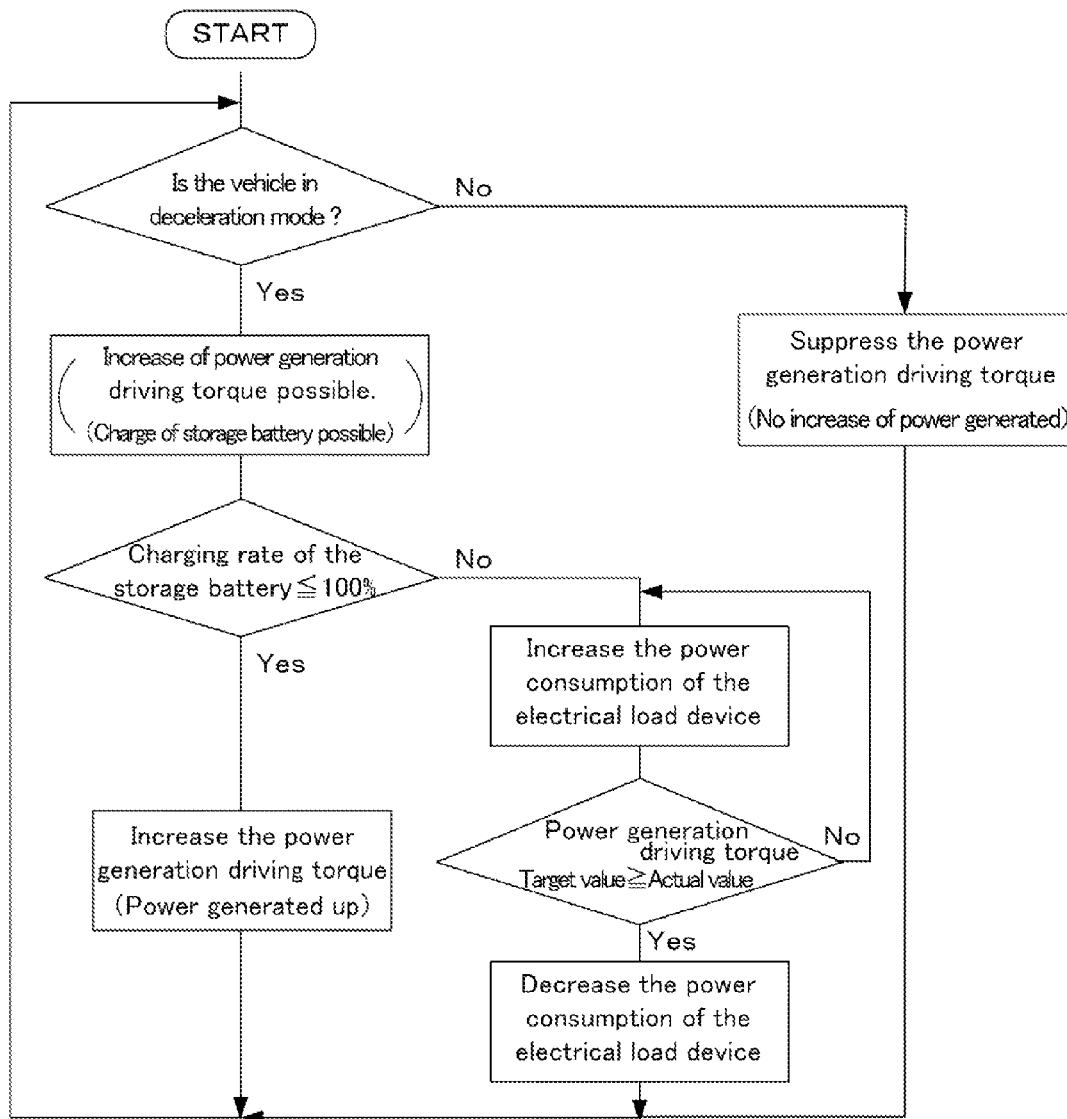 START
Is the vehicle in
deceleration mode ?
No
Yes
Increase of power generation
driving torque possible.
(Charge of storage battery possible)
Suppress the power
generation driving torque
(No increase of power generated)
Charging rate of the
storage battery≦100%
No
Yes
Increase the power
consumption of the
electrical load device
Increase the power
generation driving torque
(Power generated up)
Power generation
driving torque
Target value≧Actual value
No
Yes
Decrease the power
consumption of the
electrical load device